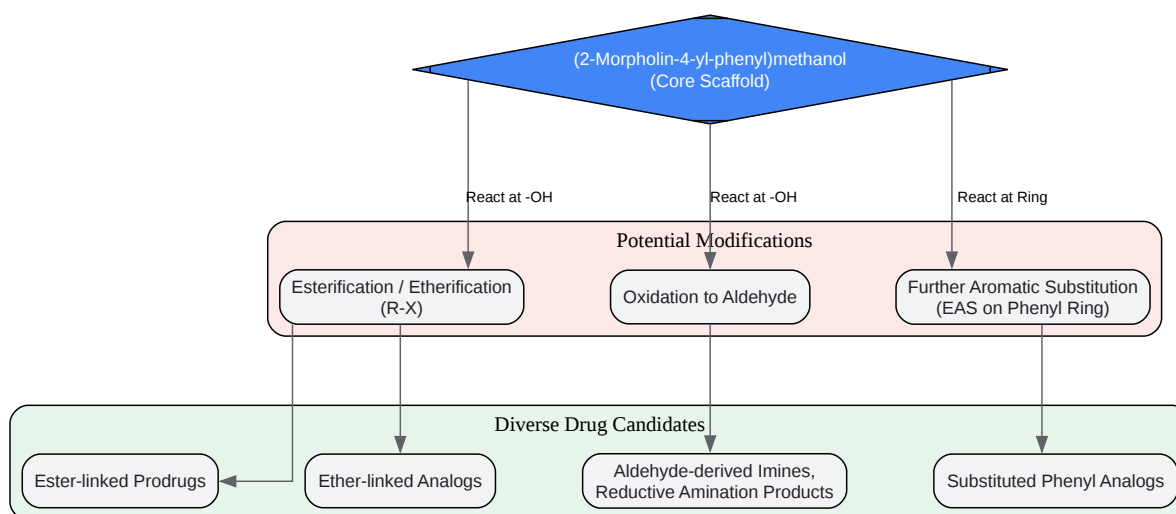 (2-Morpholin-4-yl-phenyl)methanol
(Core Scaffold)
React at -OH
React at -OH
React at Ring
Potential Modifications
Esterification / Etherification
(R-X)
Oxidation to Aldehyde
Further Aromatic Substitution
(EAS on Phenyl Ring)
Diverse Drug Candidates
Ester-linked Prodrugs
Ether-linked Analogs
Aldehyde-derived Imines,
Reductive Amination Products
Substituted Phenyl Analogs